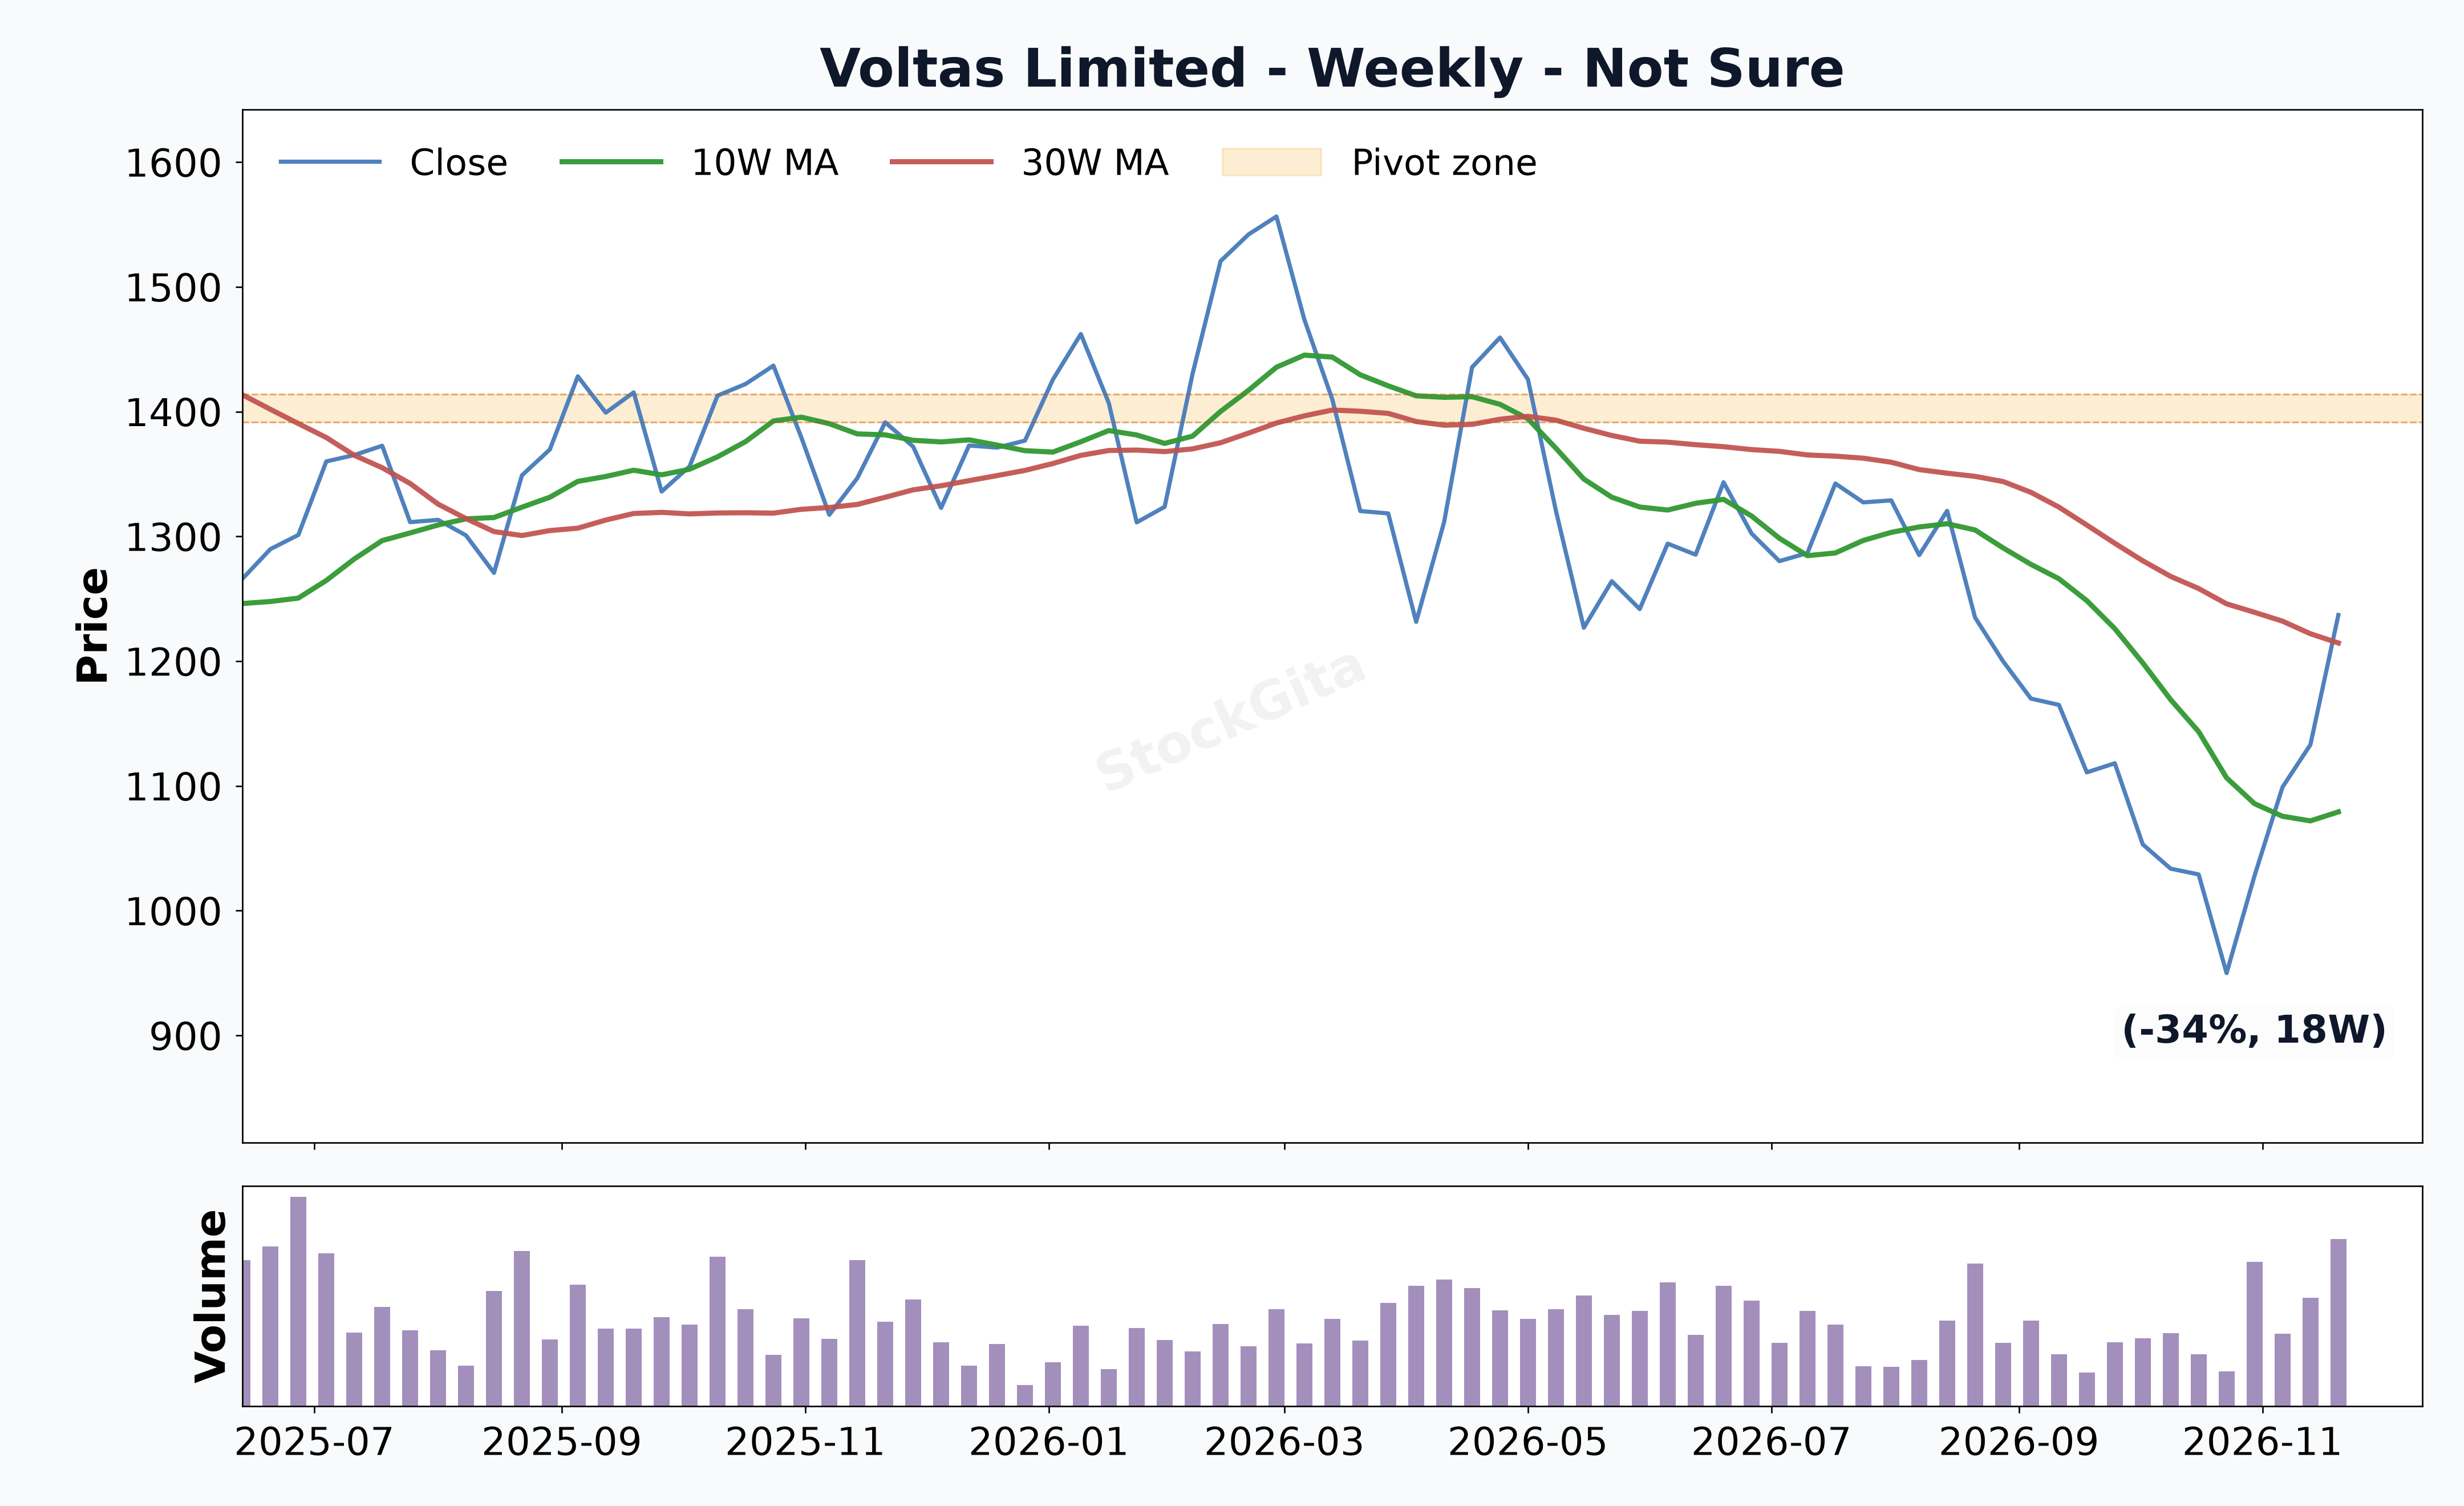 Voltas Limited - Weekly - Not Sure
Close 10W MA 30W MA Pivot zone
1600
1500
1400
1300
1200
1100
1000
900
Price
StockGita
(-34%, 18W)
Volume
2025-07 2025-09 2025-11 2026-01 2026-03 2026-05 2026-07 2026-09 2026-11